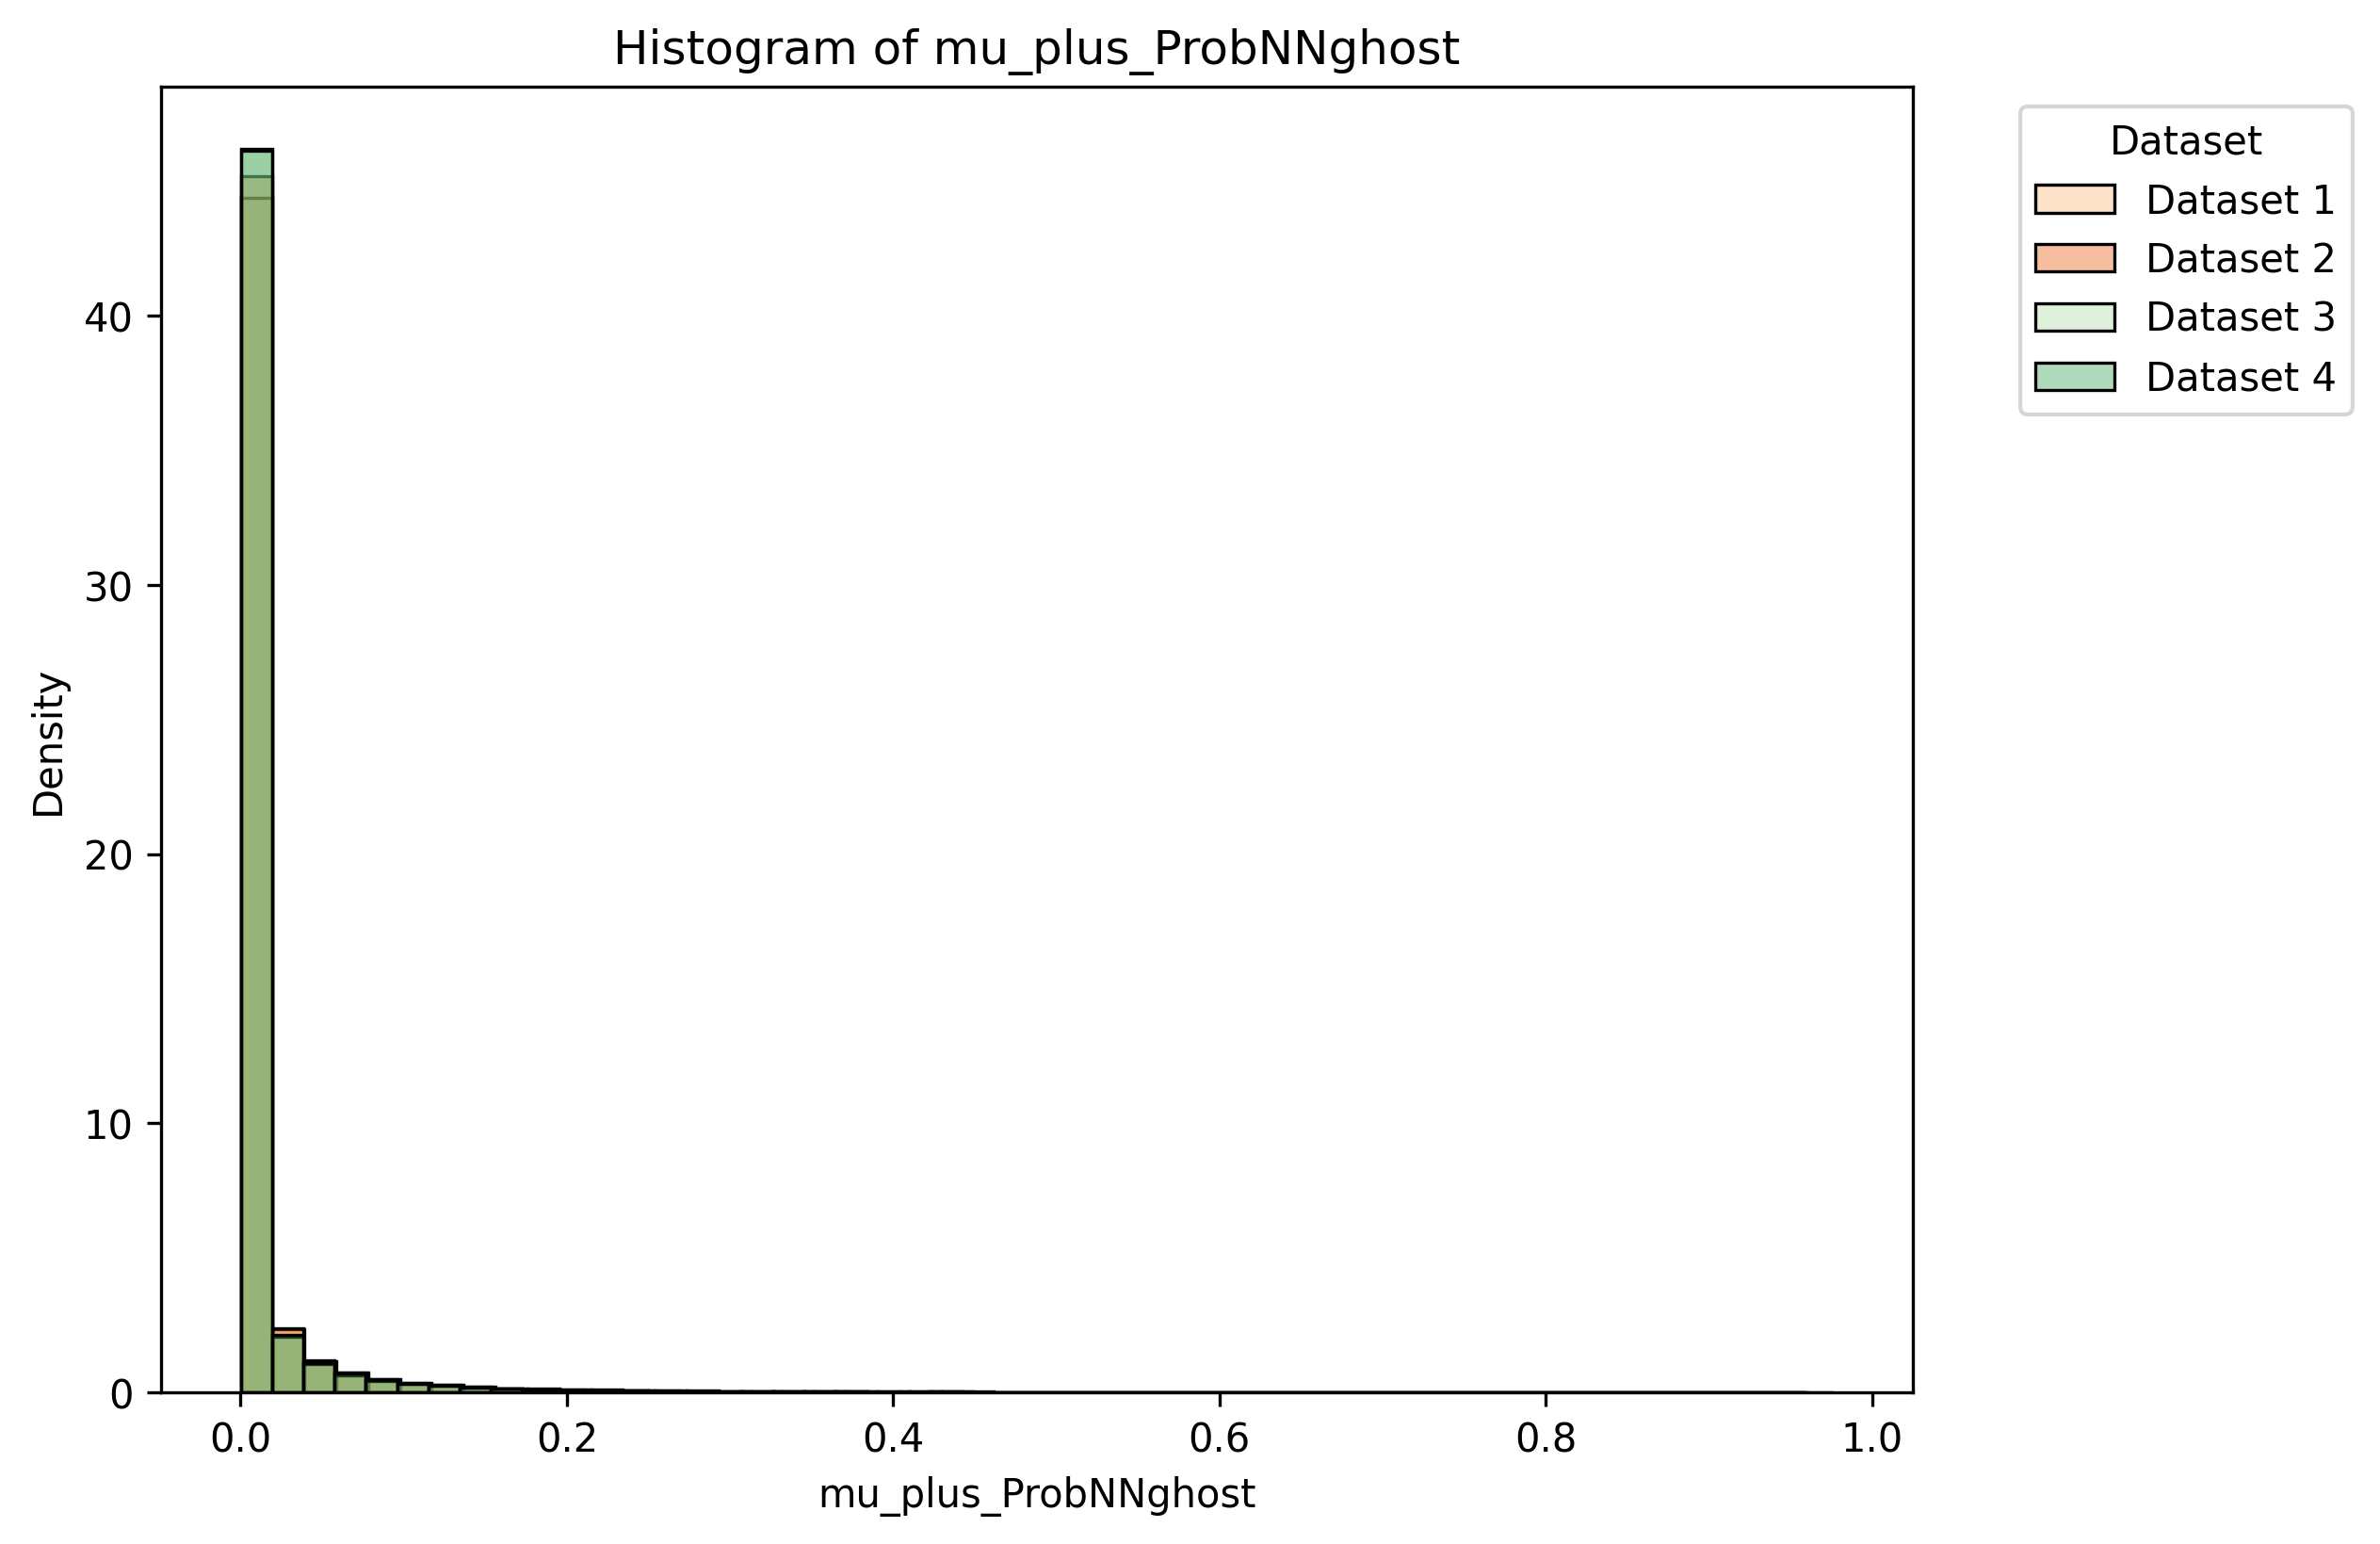 Histogram of mu_plus_ProbNNghost
Dataset
Dataset 1
Dataset 2
Dataset 3
Dataset 4
Density
40
30
20
10
0
0.0 0.2 0.4 0.6 0.8 1.0
mu_plus_ProbNNghost